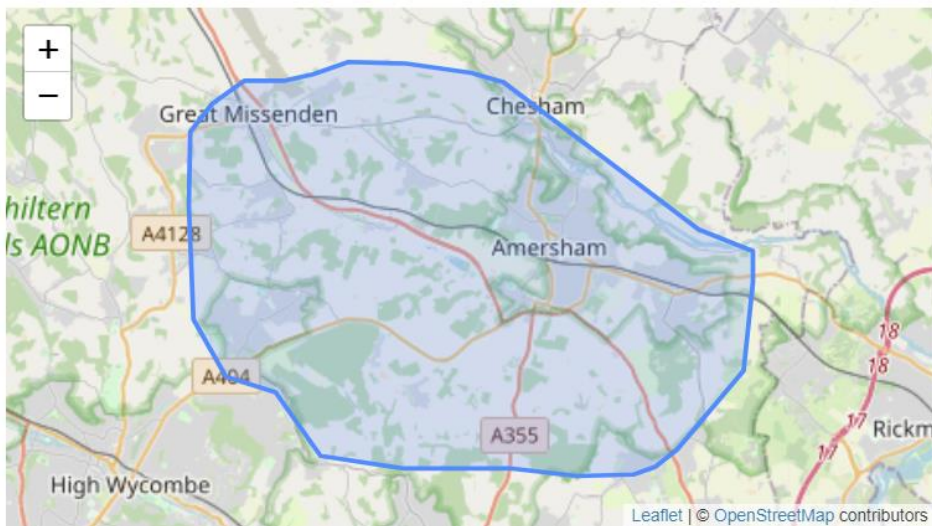 +
−
Great Missenden
Chesham
hiltern
ls AONB
A4128
Amersham
18
18
A404
17
17
A355
Rickm
High Wycombe
Leaflet | © OpenStreetMap contributors